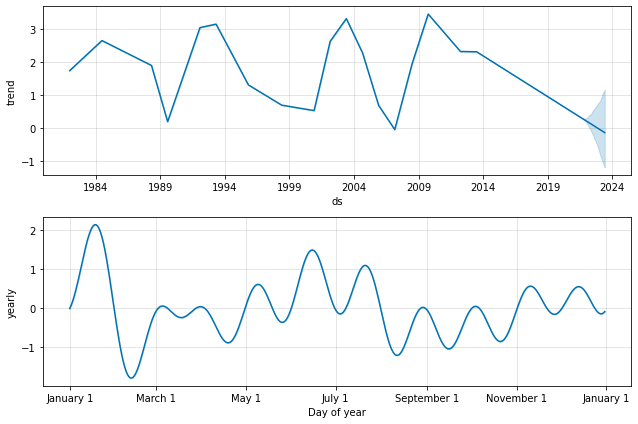 3
2
1
0
−1
trend
1984
1989
1994
1999
2004
2009
2014
2019
2024
ds
2
1
0
−1
yearly
January 1
March 1
May 1
July 1
September 1
November 1
January 1
Day of year